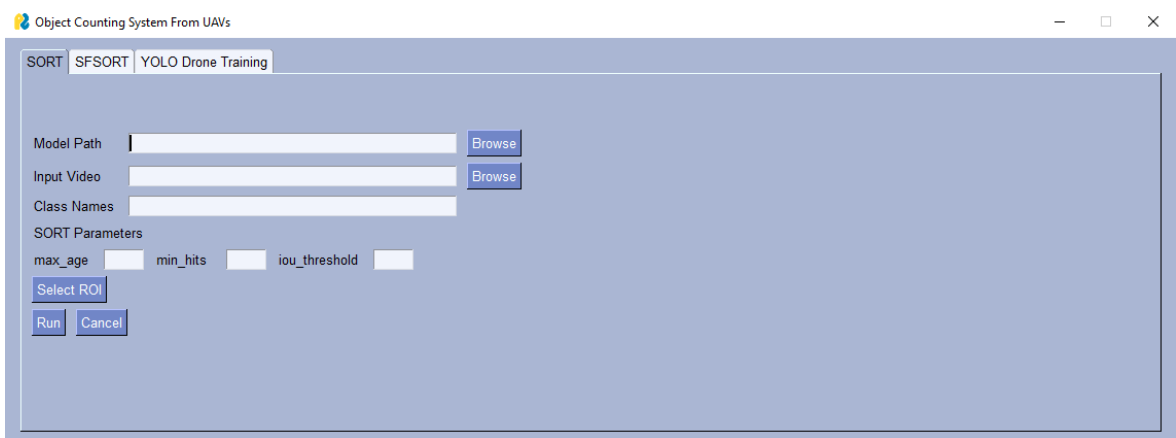 Object Counting System From UAVs
SORT SFSORT YOLO Drone Training
Model Path Browse
Input Video Browse
Class Names
SORT Parameters
max_age min_hits iou_threshold
Select ROI
Run Cancel